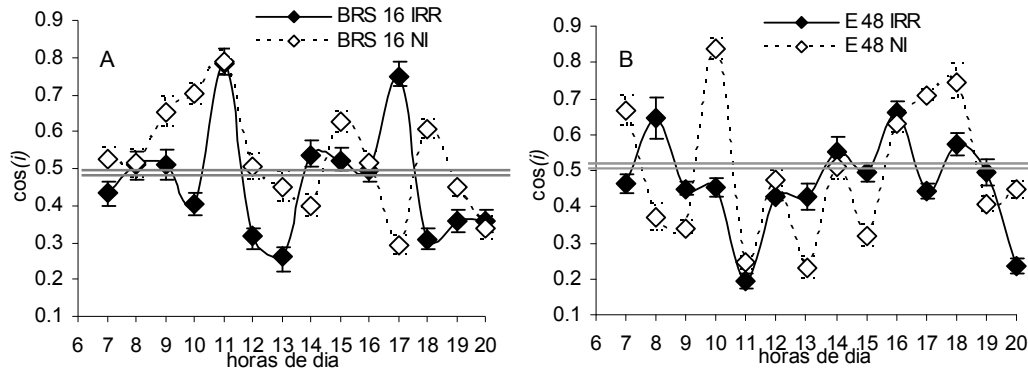 BRS 16 IRR
BRS 16 NI
A
cos(i)
0.9
0.8
0.7
0.6
0.5
0.4
0.3
0.2
0.1
6 7 8 9 10 11 12 13 14 15 16 17 18 19 20
horas de dia
E 48 IRR
E 48 NI
B
cos(i)
0.9
0.8
0.7
0.6
0.5
0.4
0.3
0.2
0.1
6 7 8 9 10 11 12 13 14 15 16 17 18 19 20
horas de dia